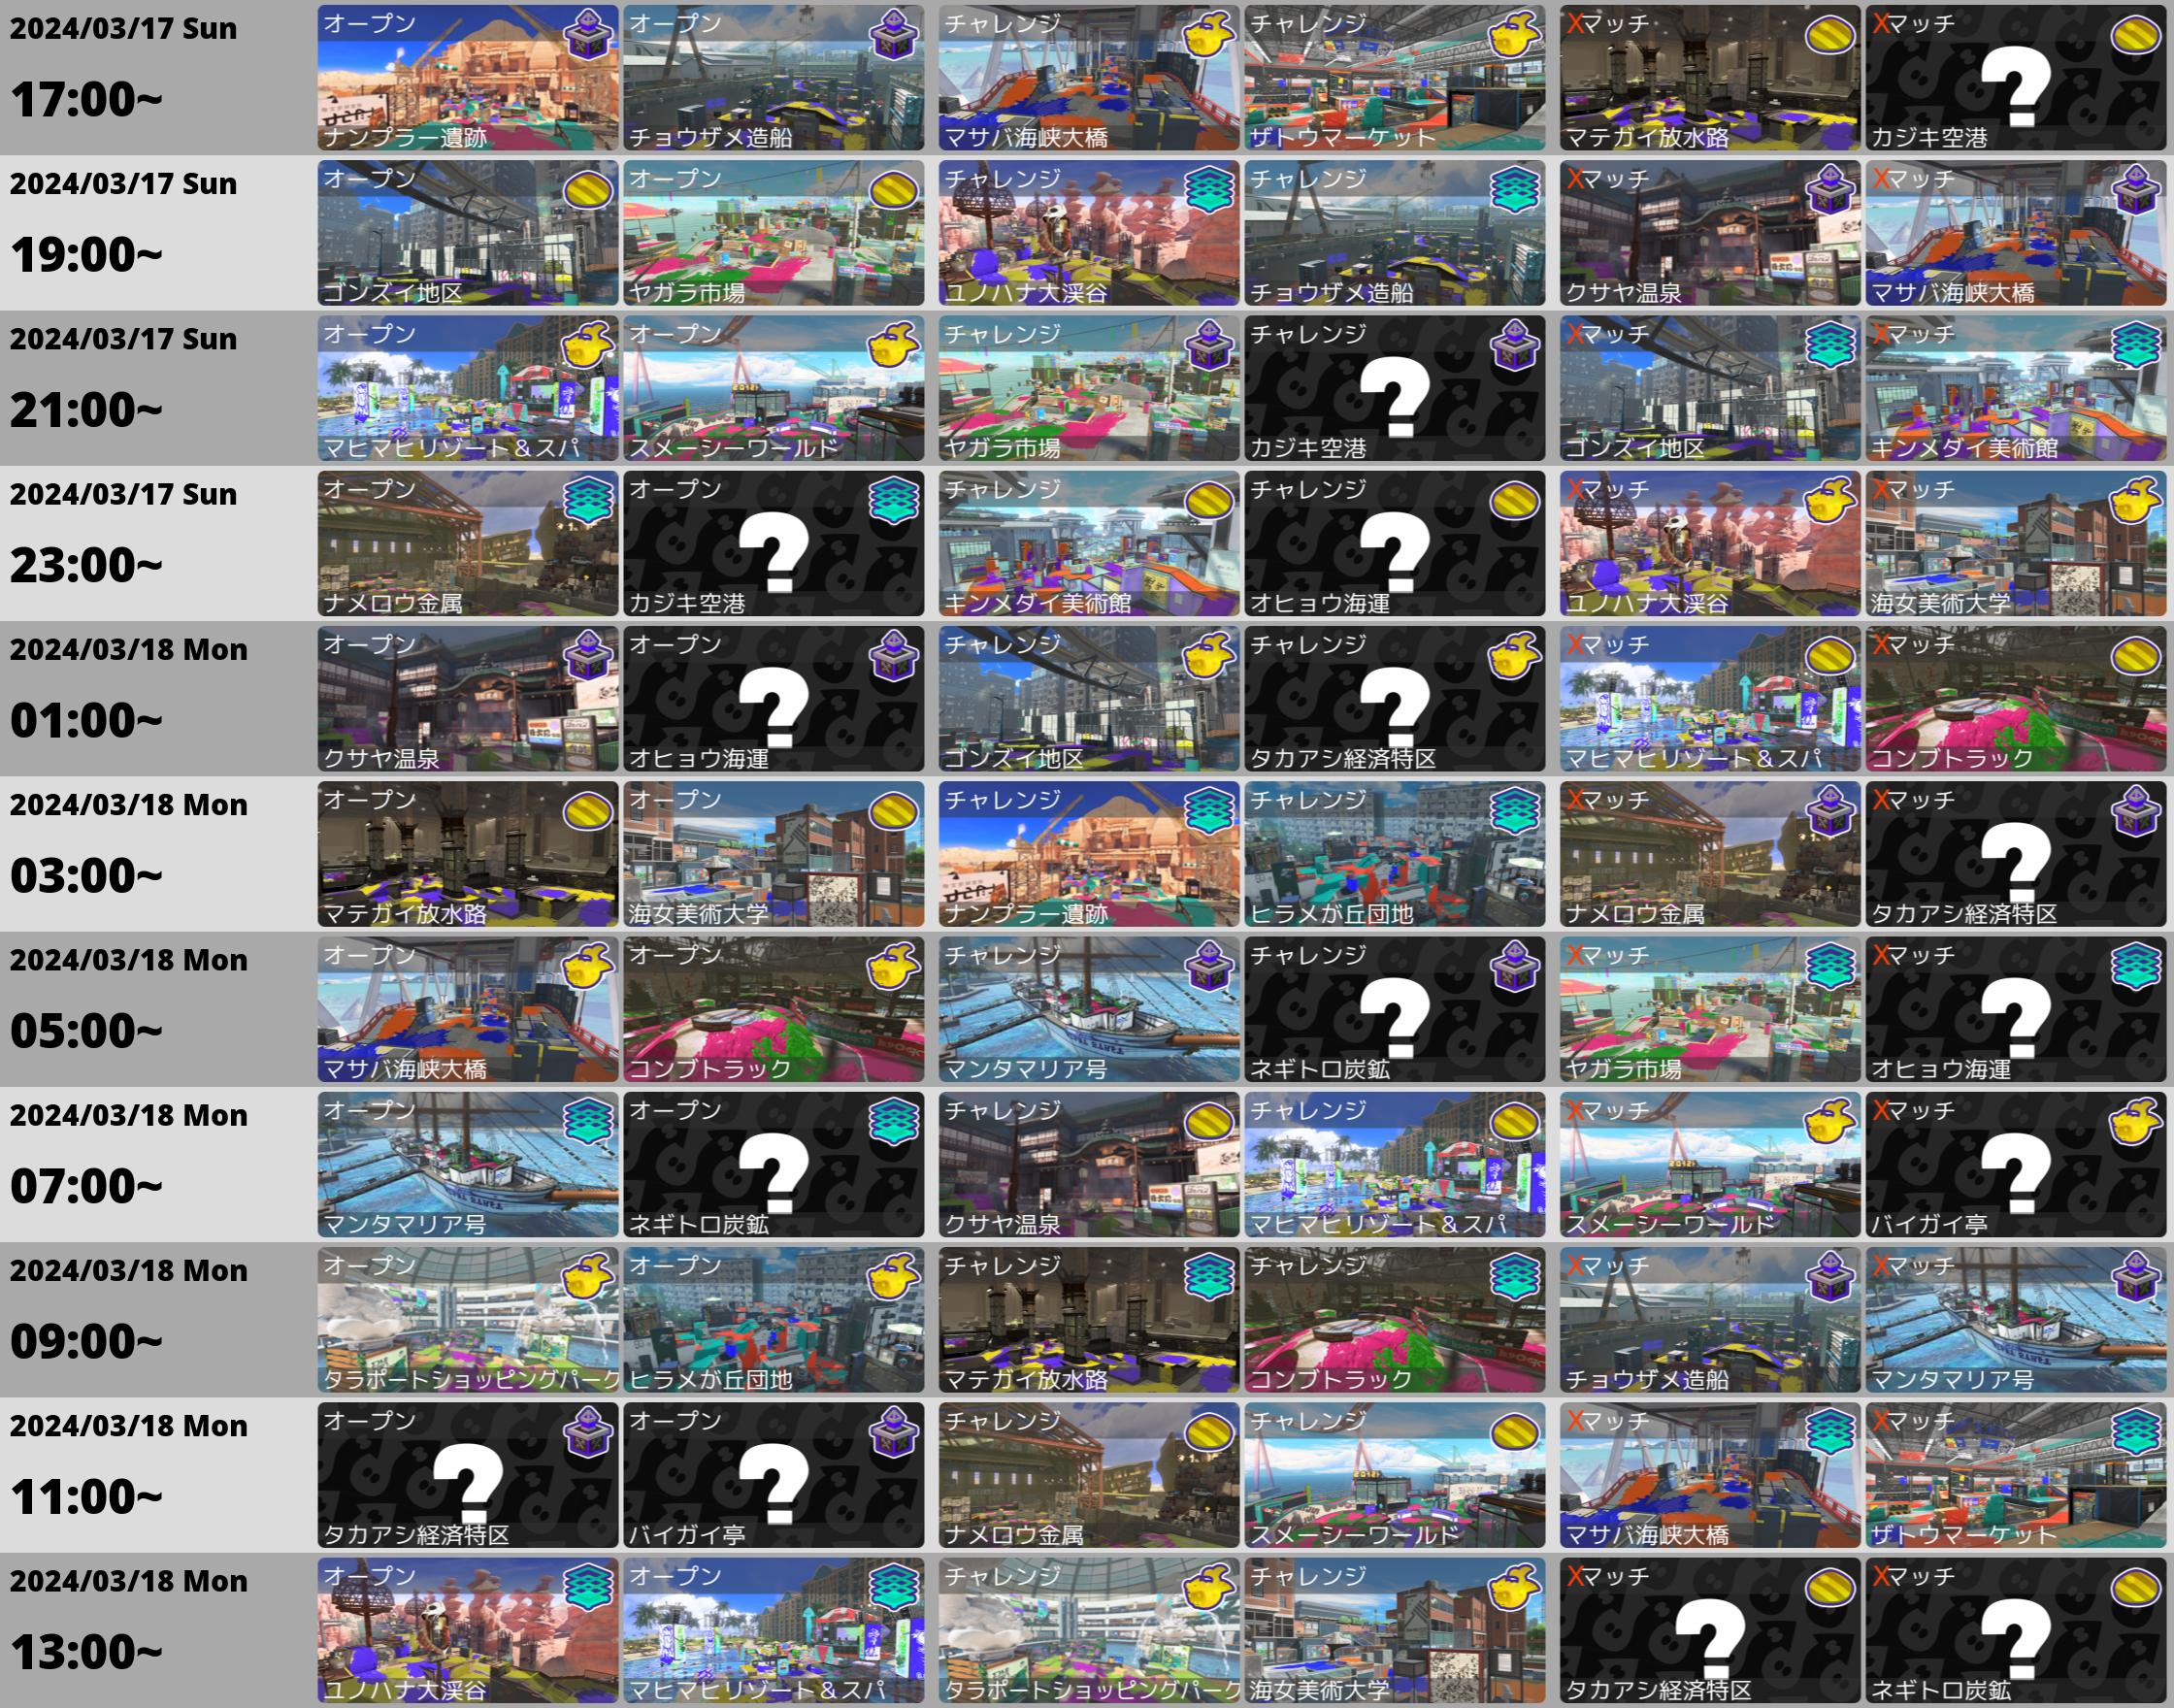 2024/03/17 Sun
17:00~
オープン オープン チャレンジ チャレンジ Xマッチ Xマッチ
ナンプラー遺跡 チョウザメ造船 マサバ海峡大橋 ザトウマーケット マテガイ放水路 カジキ空港
2024/03/17 Sun
19:00~
オープン オープン チャレンジ チャレンジ Xマッチ Xマッチ
ゴンズイ地区 ヤガラ市場 ユノハナ大渓谷 チョウザメ造船 クサヤ温泉 マサバ海峡大橋
2024/03/17 Sun
21:00~
オープン オープン チャレンジ チャレンジ Xマッチ Xマッチ
マヒマヒリゾート&スパ スメーシーワールド ヤガラ市場 カジキ空港 ゴンズイ地区 キンメダイ美術館
2024/03/17 Sun
23:00~
オープン オープン チャレンジ チャレンジ Xマッチ Xマッチ
ナメロウ金属 カジキ空港 キンメダイ美術館 オヒョウ海運 ユノハナ大渓谷 海女美術大学
2024/03/18 Mon
01:00~
オープン オープン チャレンジ チャレンジ Xマッチ Xマッチ
クサヤ温泉 オヒョウ海運 ゴンズイ地区 タカアシ経済特区 マヒマヒリゾート&スパ コンブトラック
2024/03/18 Mon
03:00~
オープン オープン チャレンジ チャレンジ Xマッチ Xマッチ
マテガイ放水路 海女美術大学 ナンプラー遺跡 ヒラメが丘団地 ナメロウ金属 タカアシ経済特区
2024/03/18 Mon
05:00~
オープン オープン チャレンジ チャレンジ Xマッチ Xマッチ
マサバ海峡大橋 コンブトラック マンタマリア号 ネギトロ炭鉱 ヤガラ市場 オヒョウ海運
2024/03/18 Mon
07:00~
オープン オープン チャレンジ チャレンジ Xマッチ Xマッチ
マンタマリア号 ネギトロ炭鉱 クサヤ温泉 マヒマヒリゾート&スパ スメーシーワールド バイガイ亭
2024/03/18 Mon
09:00~
オープン オープン チャレンジ チャレンジ Xマッチ Xマッチ
タラポートショッピングパーク ヒラメが丘団地 マテガイ放水路 コンブトラック チョウザメ造船 マンタマリア号
2024/03/18 Mon
11:00~
オープン オープン チャレンジ チャレンジ Xマッチ Xマッチ
タカアシ経済特区 バイガイ亭 ナメロウ金属 スメーシーワールド マサバ海峡大橋 ザトウマーケット
2024/03/18 Mon
13:00~
オープン オープン チャレンジ チャレンジ Xマッチ Xマッチ
ユノハナ大渓谷 マヒマヒリゾート&スパ タラポートショッピングパーク 海女美術大学 タカアシ経済特区 ネギトロ炭鉱